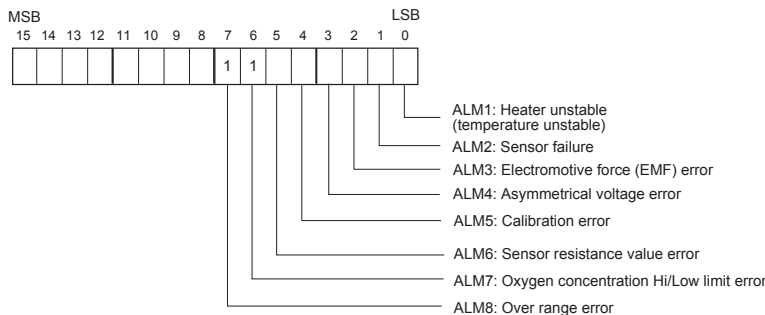 MSB LSB
15 14 13 12 11 10 9 8 7 6 5 4 3 2 1 0
1 1
ALM1: Heater unstable
(temperature unstable)
ALM2: Sensor failure
ALM3: Electromotive force (EMF) error
ALM4: Asymmetrical voltage error
ALM5: Calibration error
ALM6: Sensor resistance value error
ALM7: Oxygen concentration Hi/Low limit error
ALM8: Over range error